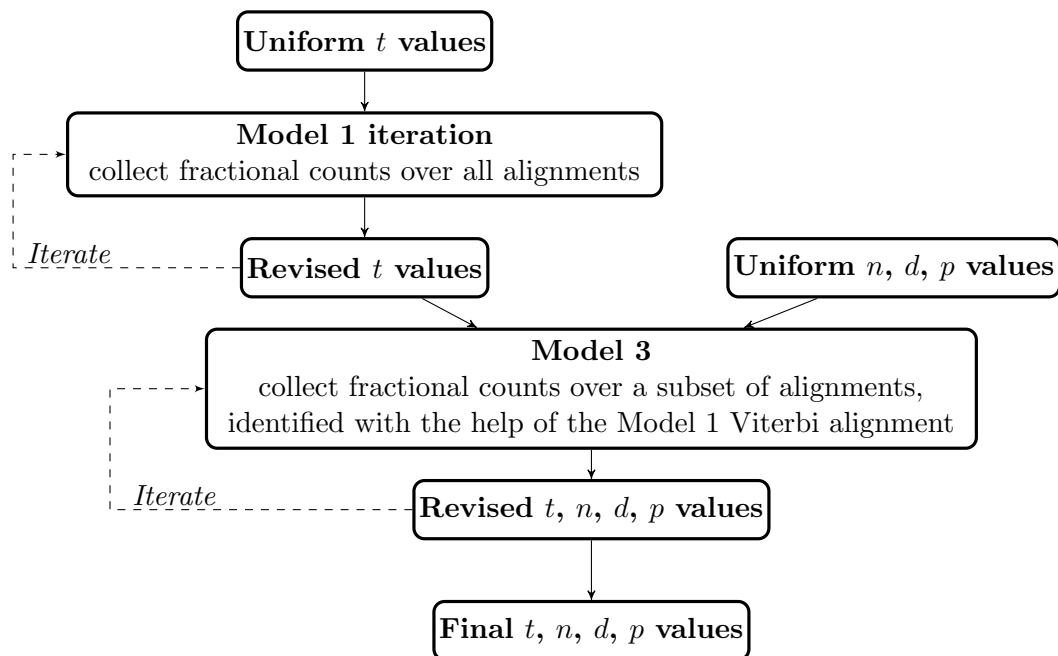 Uniform t values
Model 1 iteration
collect fractional counts over all alignments
Iterate
Revised t values
Uniform n, d, p values
Model 3
collect fractional counts over a subset of alignments,
identified with the help of the Model 1 Viterbi alignment
Iterate
Revised t, n, d, p values
Final t, n, d, p values